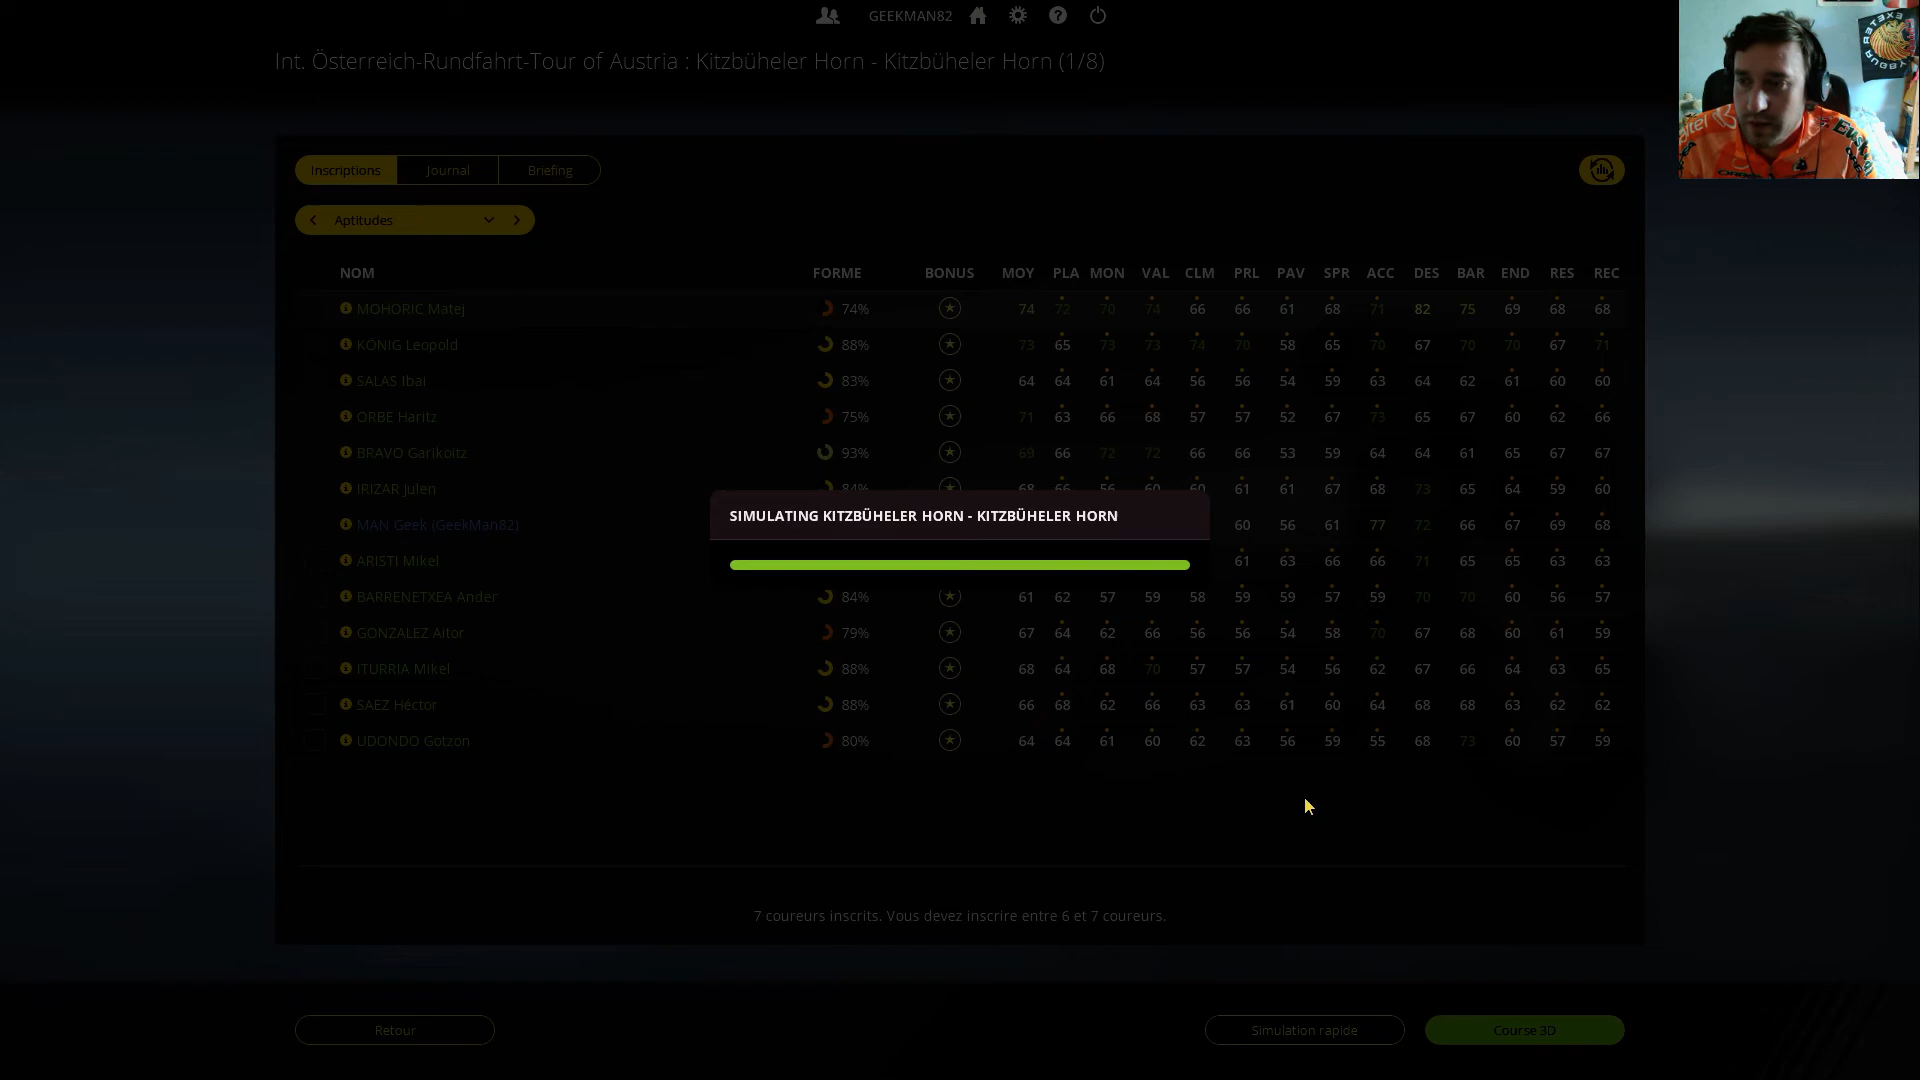 GEEKMAN82
Int. Österreich-Rundfahrt-Tour of Austria : Kitzbüheler Horn - Kitzbüheler Horn (1/8)
Inscriptions Journal Briefing
Aptitudes
NOM FORME BONUS MOY PLA MON VAL CLM PRL PAV SPR ACC DES BAR END RES REC
MOHORIC Matej 74% 74 72 70 74 66 66 61 68 71 82 75 69 68 68
KÖNIG Leopold 88% 73 65 73 73 74 70 58 65 70 67 70 70 67 71
SALAS Ibai 83% 64 64 61 64 56 56 54 59 63 64 62 61 60 60
ORBE Haritz 75% 71 63 66 68 57 57 52 67 73 65 67 60 62 66
BRAVO Garikoitz 93% 69 66 72 72 66 66 53 59 64 64 61 65 67 67
IRIZAR Julen 84% 68 66 56 60 60 61 61 67 68 73 65 64 59 60
MAN Geek (GeekMan82) 60 56 61 77 72 66 67 69 68
ARISTI Mikel 61 63 66 66 71 65 65 63 63
BARRENETXEA Ander 84% 61 62 57 59 58 59 59 57 59 70 70 60 56 57
GONZALEZ Aitor 79% 67 64 62 66 56 56 54 58 70 67 68 60 61 59
ITURRIA Mikel 88% 68 64 68 70 57 57 54 56 62 67 66 64 63 65
SAEZ Héctor 88% 66 68 62 66 63 63 61 60 64 68 68 63 62 62
UDONDO Gotzon 80% 64 64 61 60 62 63 56 59 55 68 73 60 57 59
SIMULATING KITZBÜHELER HORN - KITZBÜHELER HORN
7 coureurs inscrits. Vous devez inscrire entre 6 et 7 coureurs.
Retour Simulation rapide Course 3D